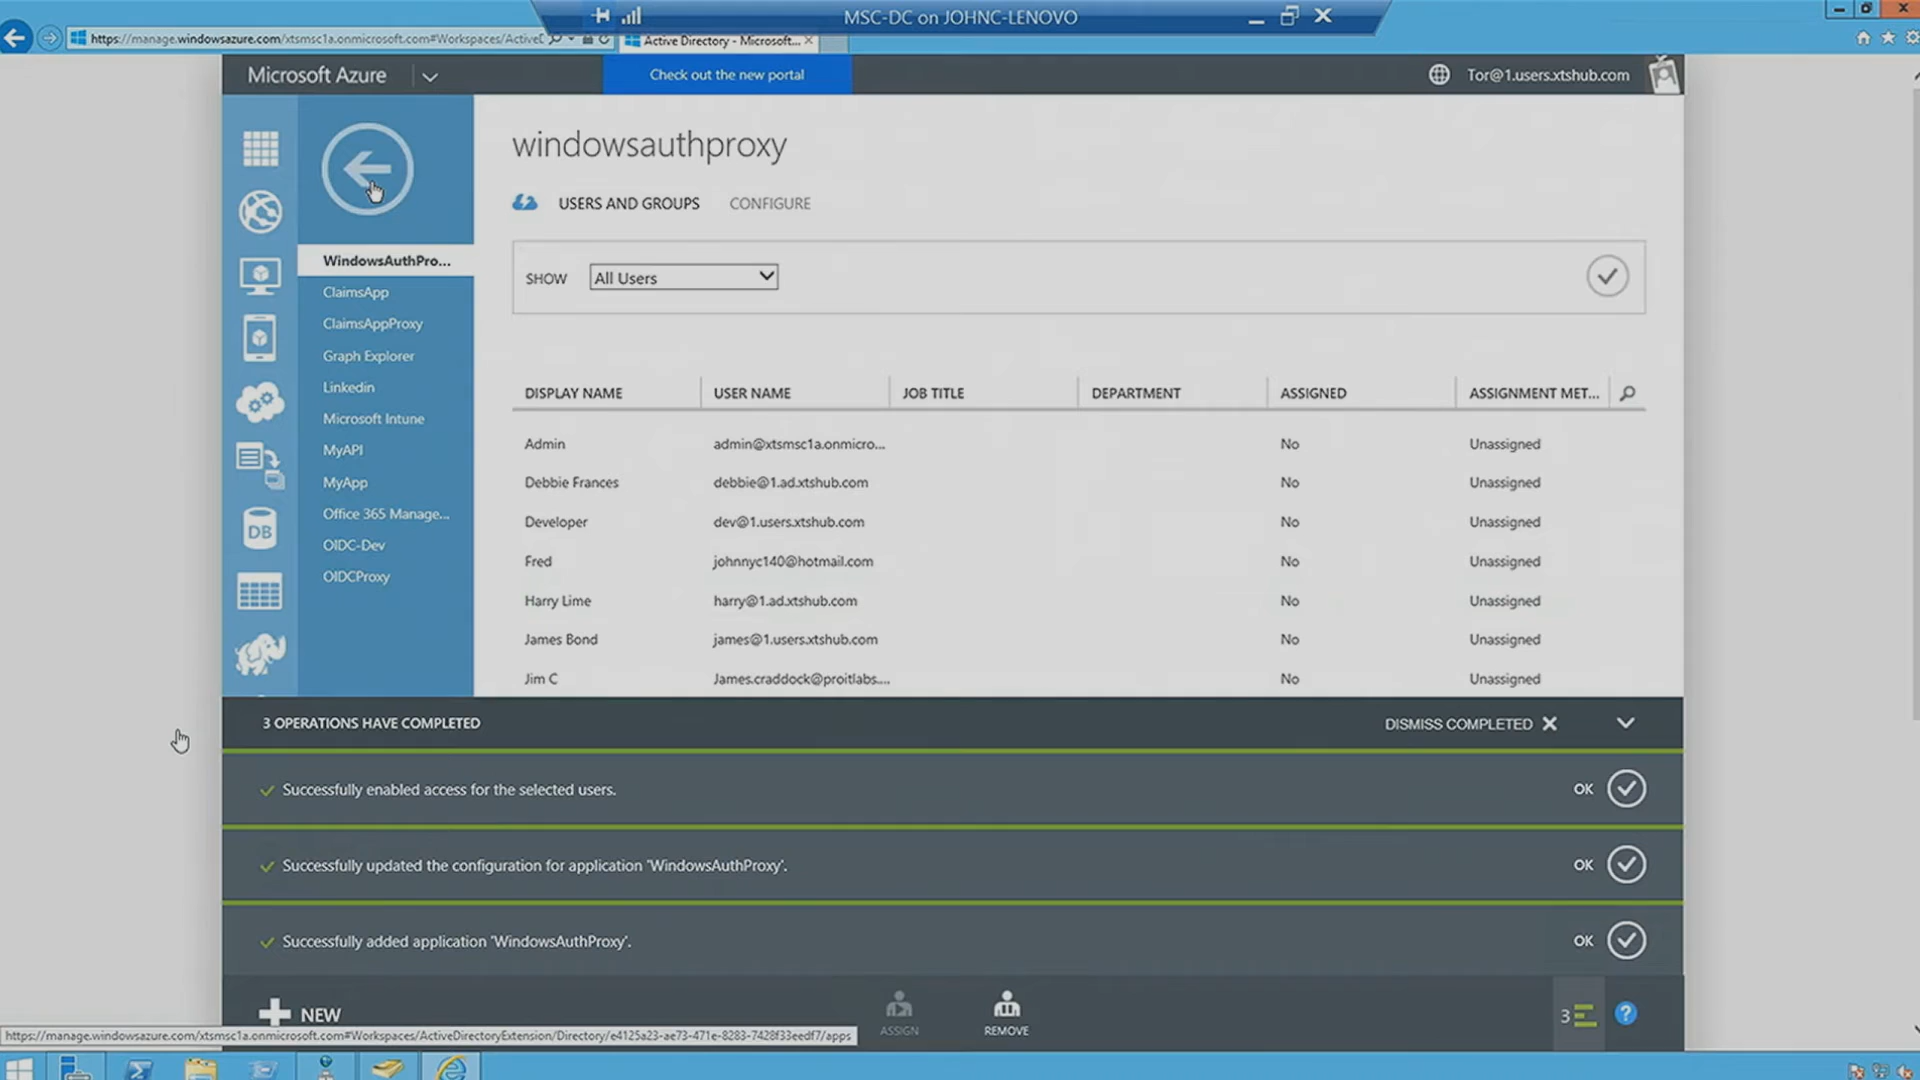 MSC-DC on JOHNC-LENOVO
https://manage.windowsazure.com/xtsmsc1a.onmicrosoft.com#Workspaces/ActiveD
Active Directory - Microsoft...
Microsoft Azure
Check out the new portal
Tor@1.users.xtshub.com
windowsauthproxy
USERS AND GROUPS
CONFIGURE
WindowsAuthPro...
ClaimsApp
ClaimsAppProxy
Graph Explorer
Linkedin
Microsoft Intune
MyAPI
MyApp
Office 365 Manage...
OIDC-Dev
OIDCProxy
DB
SHOW All Users
DISPLAY NAME USER NAME JOB TITLE DEPARTMENT ASSIGNED ASSIGNMENT MET...
Admin admin@xtsmsc1a.onmicro... No Unassigned
Debbie Frances debbie@1.ad.xtshub.com No Unassigned
Developer dev@1.users.xtshub.com No Unassigned
Fred johnnyc140@hotmail.com No Unassigned
Harry Lime harry@1.ad.xtshub.com No Unassigned
James Bond james@1.users.xtshub.com No Unassigned
Jim C James.craddock@proitlabs.... No Unassigned
3 OPERATIONS HAVE COMPLETED
DISMISS COMPLETED
Successfully enabled access for the selected users. OK
Successfully updated the configuration for application 'WindowsAuthProxy'. OK
Successfully added application 'WindowsAuthProxy'. OK
NEW
ASSIGN
REMOVE
3
?
https://manage.windowsazure.com/xtsmsc1a.onmicrosoft.com#Workspaces/ActiveDirectoryExtension/Directory/e4125a23-ae73-471e-8283-7428f33eedf7/apps